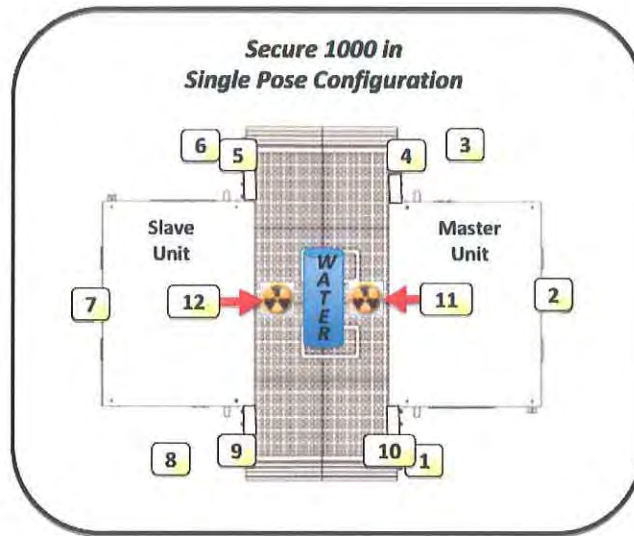 Secure 1000 in
Single Pose Configuration
6
5
4
3
Slave
Unit
WATER
Master
Unit
7
12
11
2
8
9
10
1